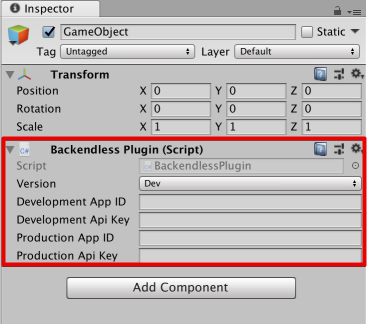 Inspector
GameObject Static
Tag Untagged Layer Default
Transform
Position X 0 Y 0 Z 0
Rotation X 0 Y 0 Z 0
Scale X 1 Y 1 Z 1
C# Backendless Plugin (Script)
Script BackendlessPlugin
Version Dev
Development App ID
Development Api Key
Production App ID
Production Api Key
Add Component